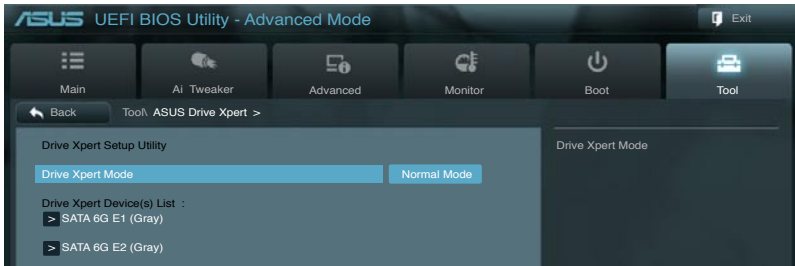 ASUS UEFI BIOS Utility - Advanced Mode
Exit
Main
Ai Tweaker
Advanced
Monitor
Boot
Tool
Back
Tool\ ASUS Drive Xpert >
Drive Xpert Setup Utility
Drive Xpert Mode
Drive Xpert Mode
Normal Mode
Drive Xpert Device(s) List :
> SATA 6G E1 (Gray)
> SATA 6G E2 (Gray)